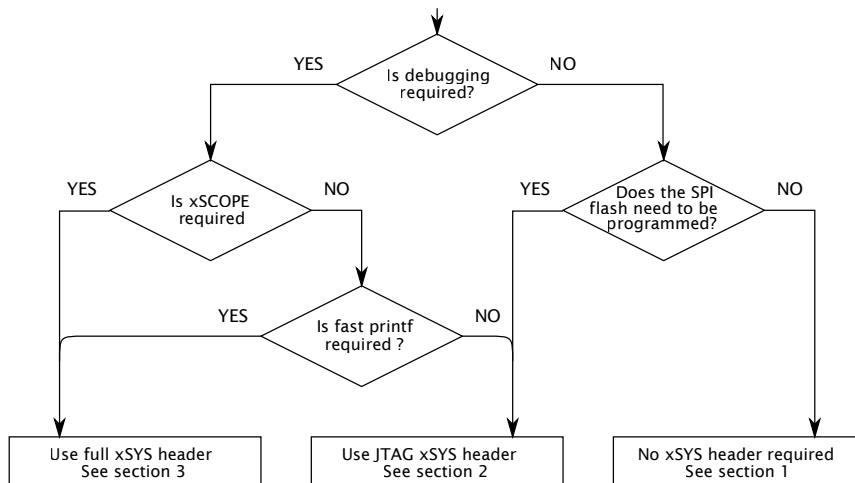 YES
Is debugging
required?
NO
YES
Is xSCOPE
required
NO
YES
Does the SPI
flash need to be
programmed?
NO
YES
Is fast printf
required ?
NO
Use full xSYS header
See section 3
Use JTAG xSYS header
See section 2
No xSYS header required
See section 1